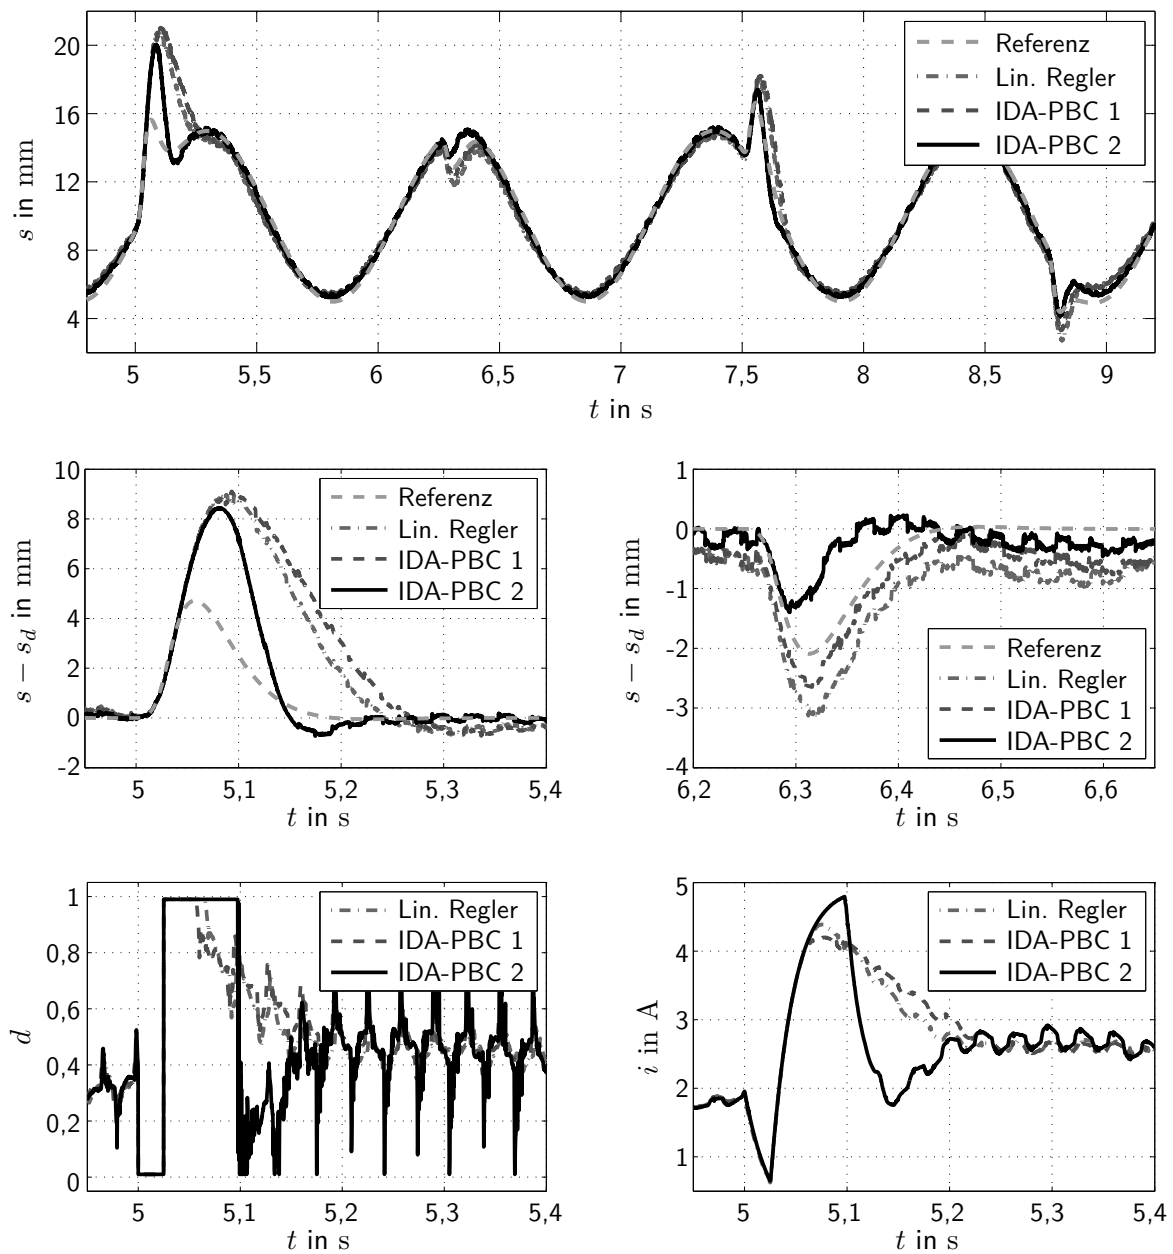 20
16
12
8
4
s in mm
Referenz
Lin. Regler
IDA-PBC 1
IDA-PBC 2
5 5,5 6 6,5 7 7,5 8 8,5 9
t in s
10
8
6
4
2
0
-2
s − s_d in mm
Referenz
Lin. Regler
IDA-PBC 1
IDA-PBC 2
5 5,1 5,2 5,3 5,4
t in s
1
0
-1
-2
-3
-4
s − s_d in mm
Referenz
Lin. Regler
IDA-PBC 1
IDA-PBC 2
6,2 6,3 6,4 6,5 6,6
t in s
1
0,8
0,6
0,4
0,2
0
d
Lin. Regler
IDA-PBC 1
IDA-PBC 2
5 5,1 5,2 5,3 5,4
t in s
5
4
3
2
1
i in A
Lin. Regler
IDA-PBC 1
IDA-PBC 2
5 5,1 5,2 5,3 5,4
t in s